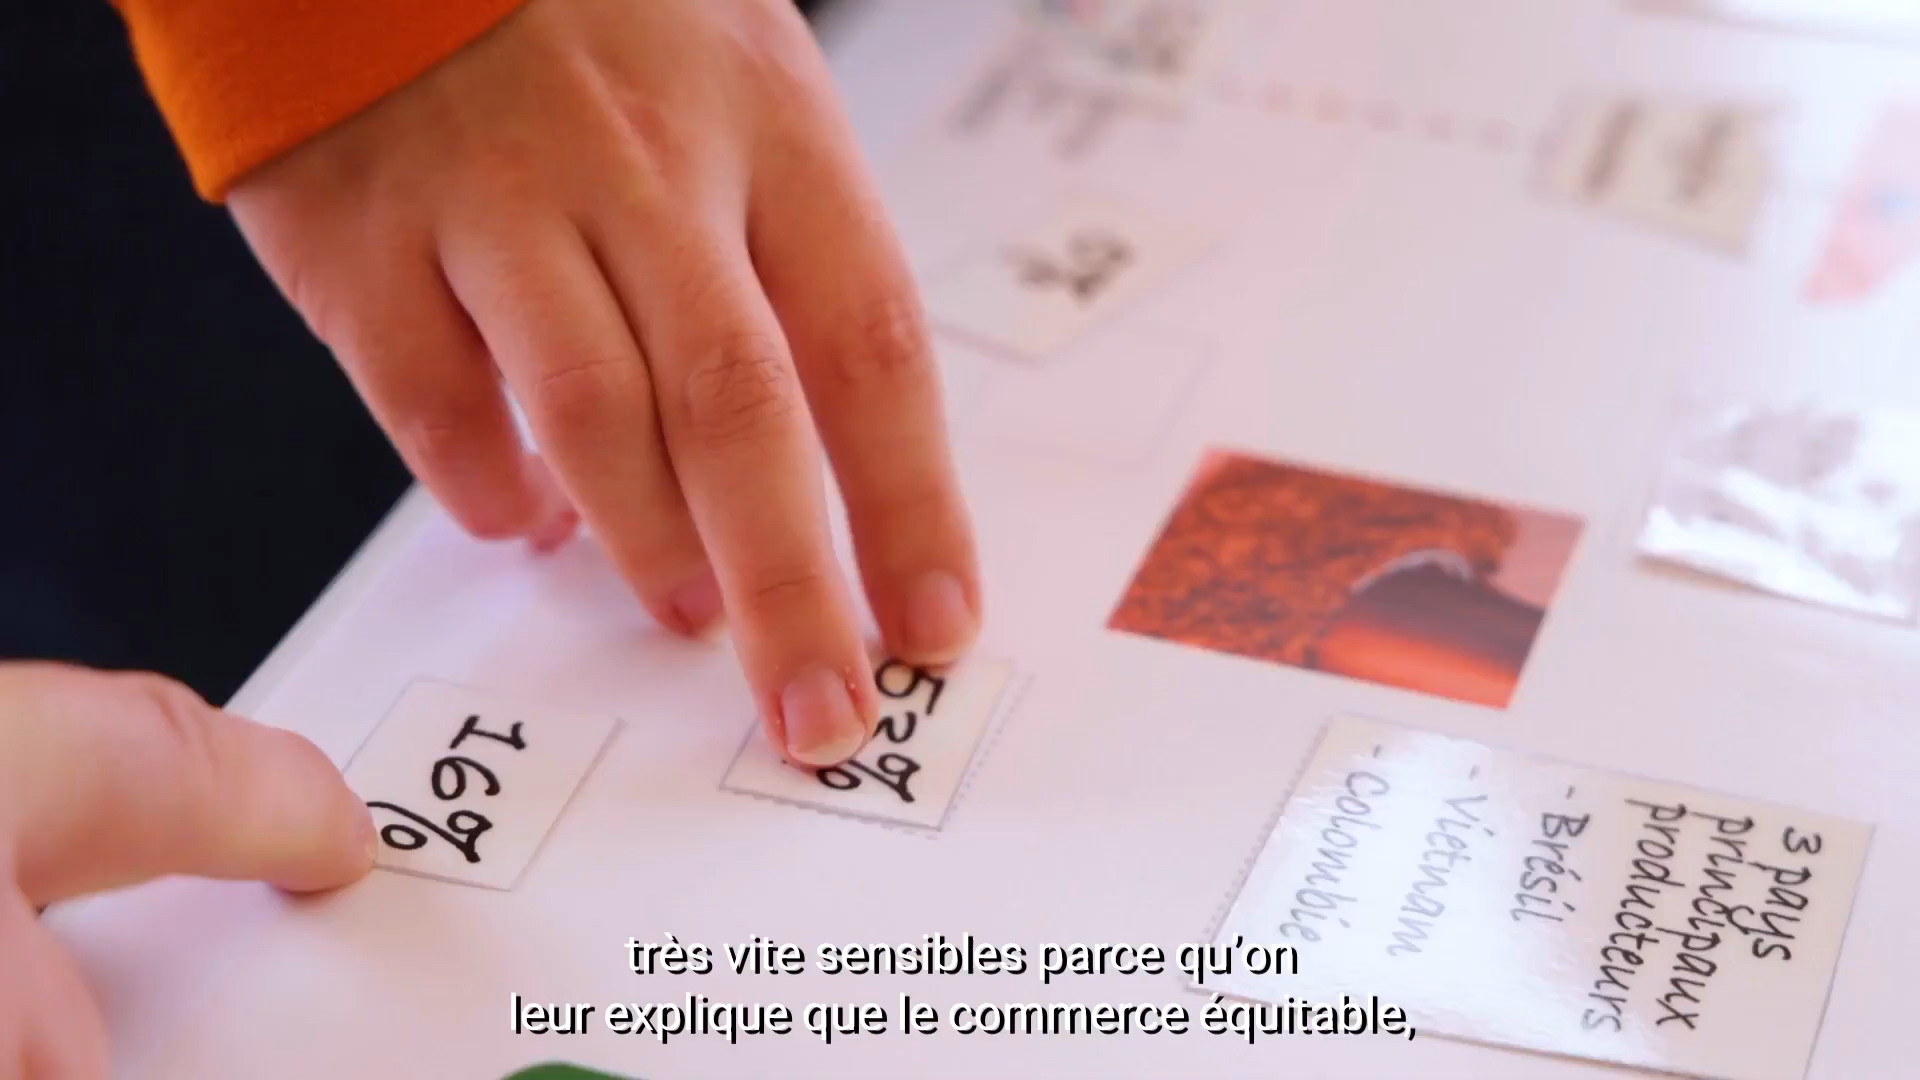 16%
52%
3 pays
principaux
producteurs
- Brésil
- Viêtnam
- Colombie
très vite sensibles parce qu’on
leur explique que le commerce équitable,